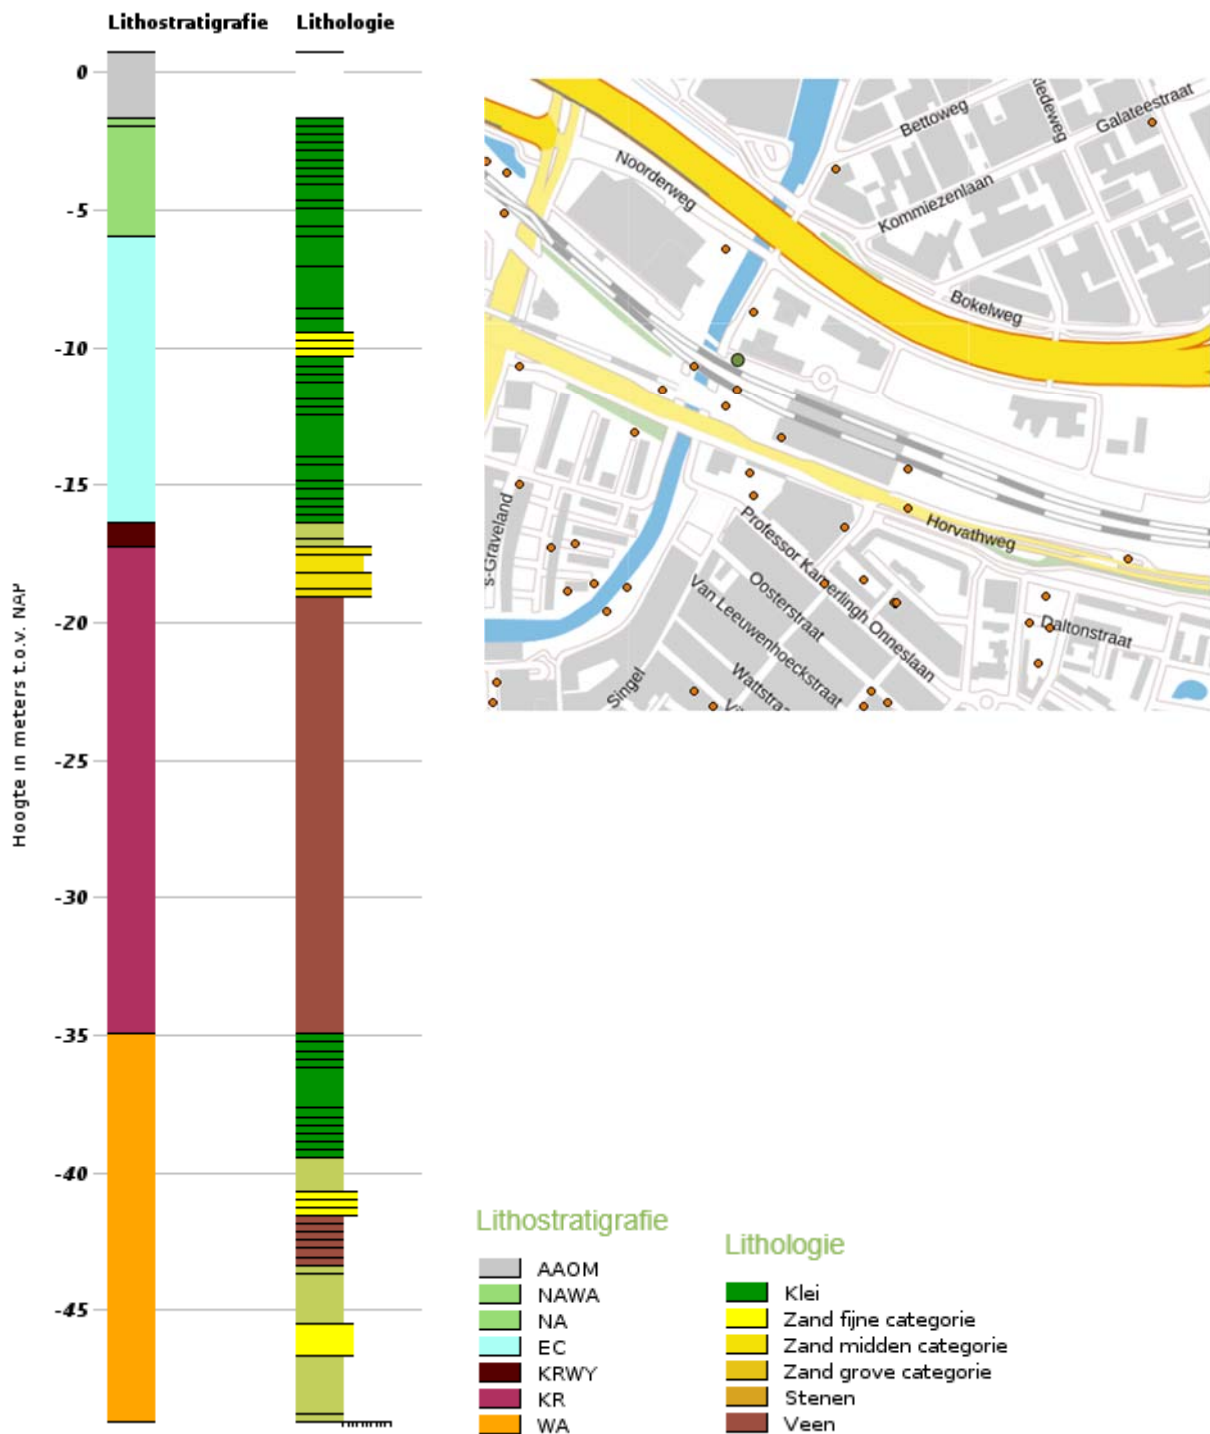 Lithostratigrafie
Lithologie
0
-5
-10
-15
-20
-25
-30
-35
-40
-45
Hoogte in meters t.o.v. NAP
Bettoweg
Galateestraat
Noorderweg
Kommiezenlaan
Bokelweg
s-Graveland
Professor Kamerlingh Onneslaan
Horvathweg
Oosterstraat
Van Leeuwenhoeckstraat
Daltonstraat
Singel
Wattstraa
Lithostratigrafie
AAOM
NAWA
NA
EC
KRWY
KR
WA
Lithologie
Klei
Zand fijne categorie
Zand midden categorie
Zand grove categorie
Stenen
Veen